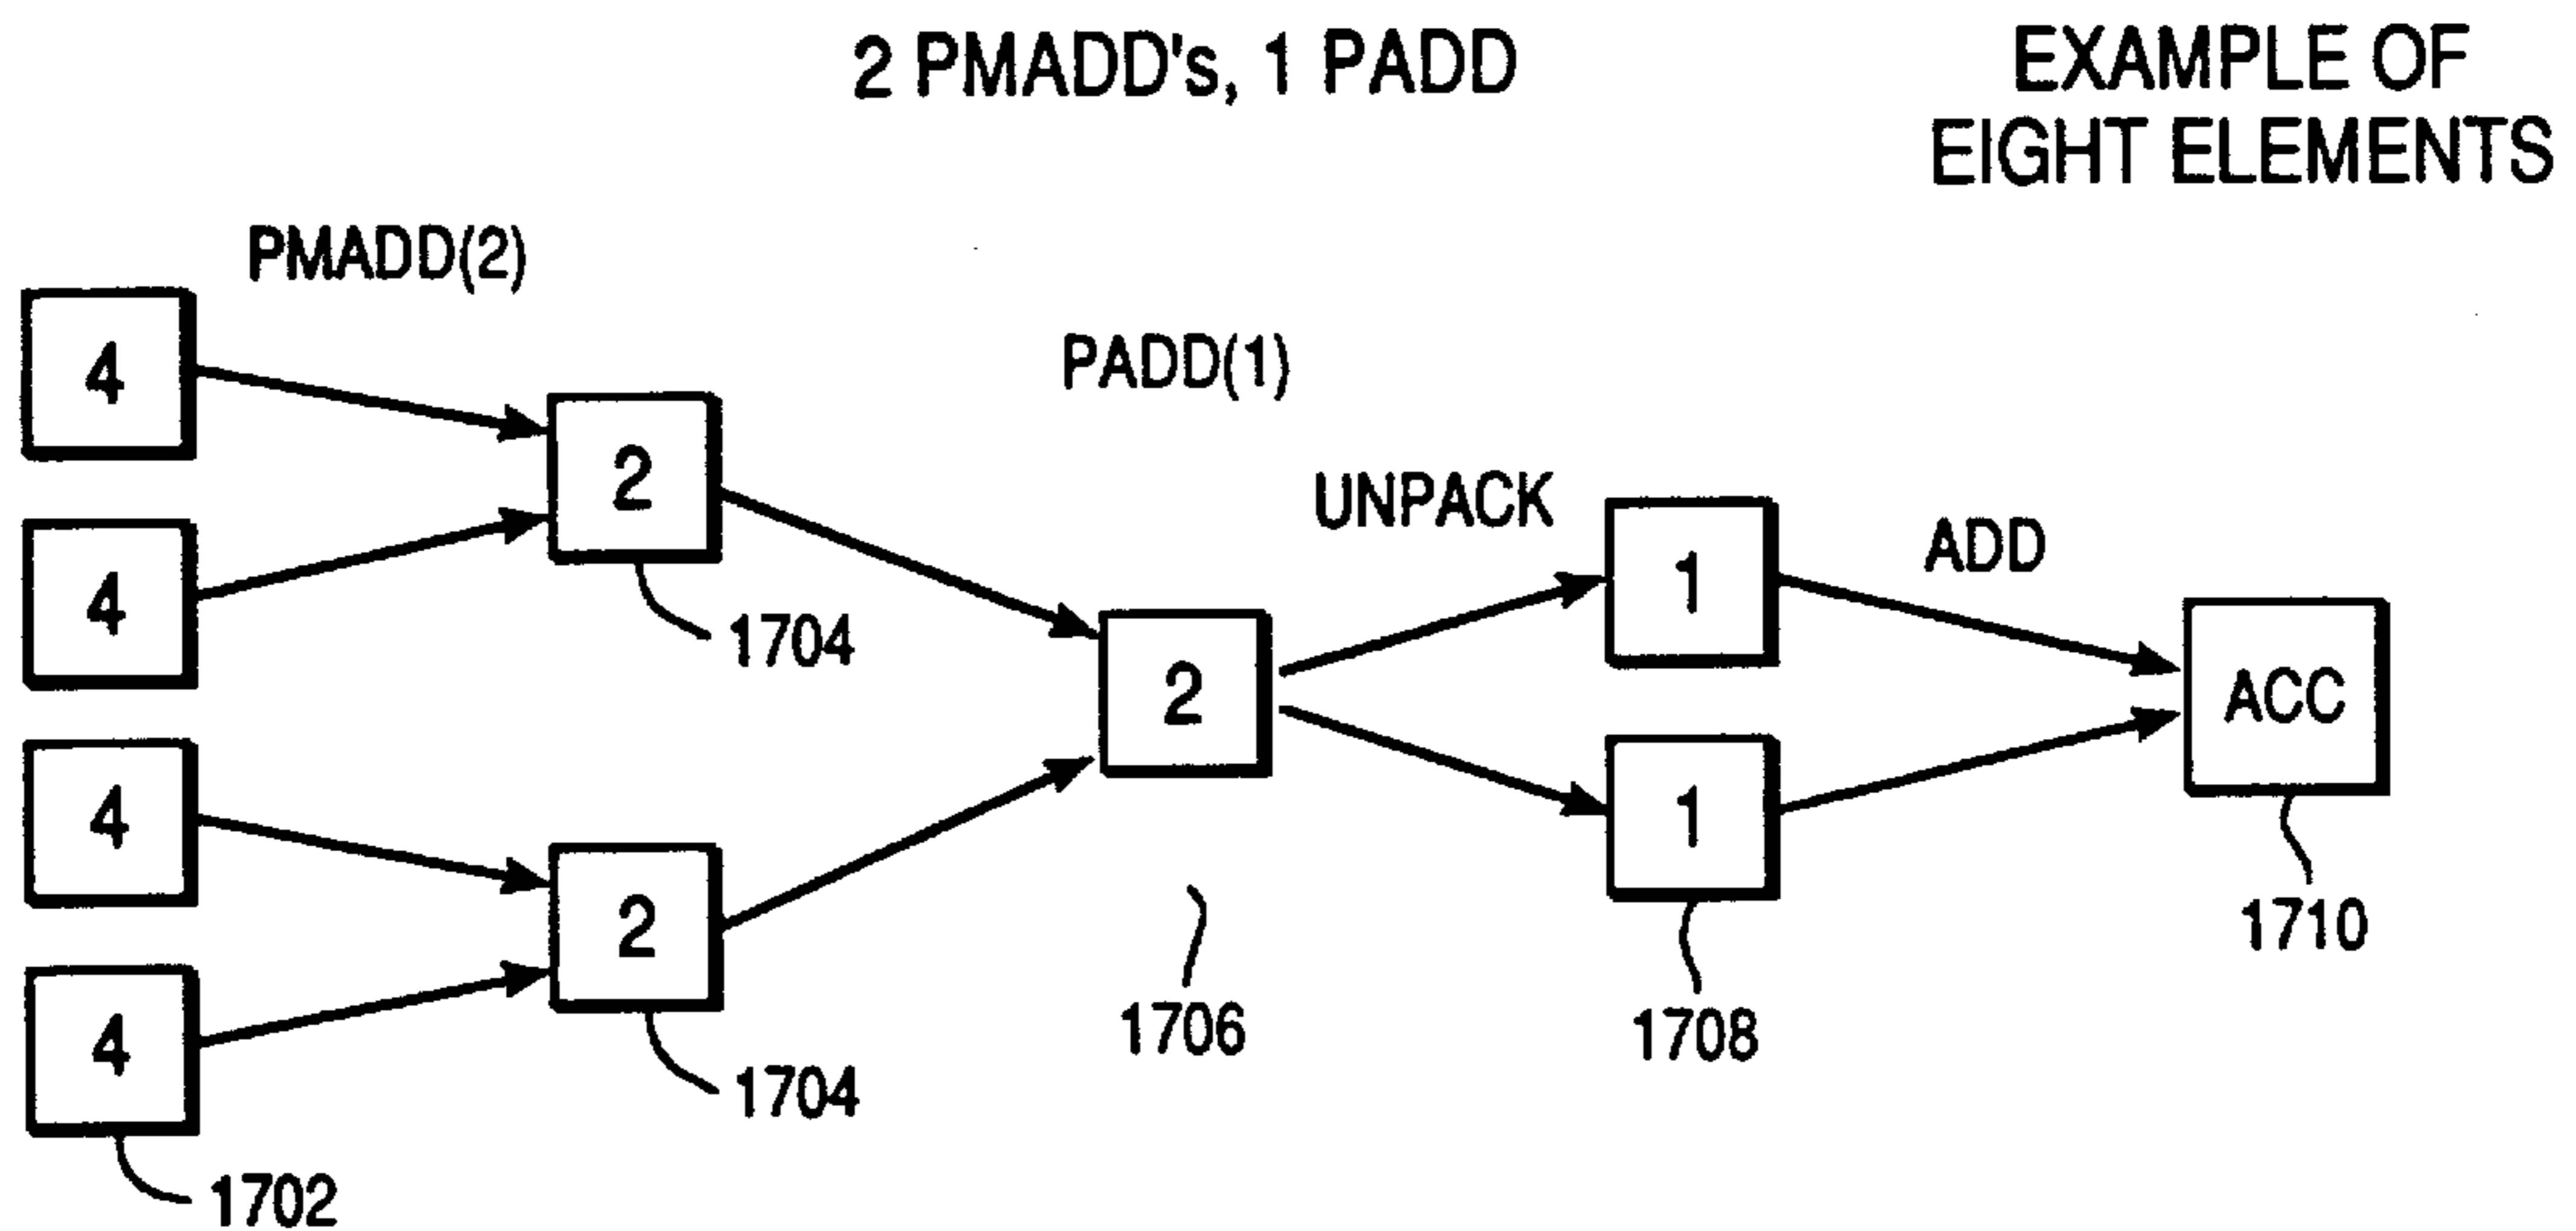 2 PMADD's, 1 PADD
EXAMPLE OF
EIGHT ELEMENTS
PMADD(2)
PADD(1)
UNPACK
ADD
4
4
4
4
2
2
2
1
1
ACC
1702
1704
1704
1706
1708
1710